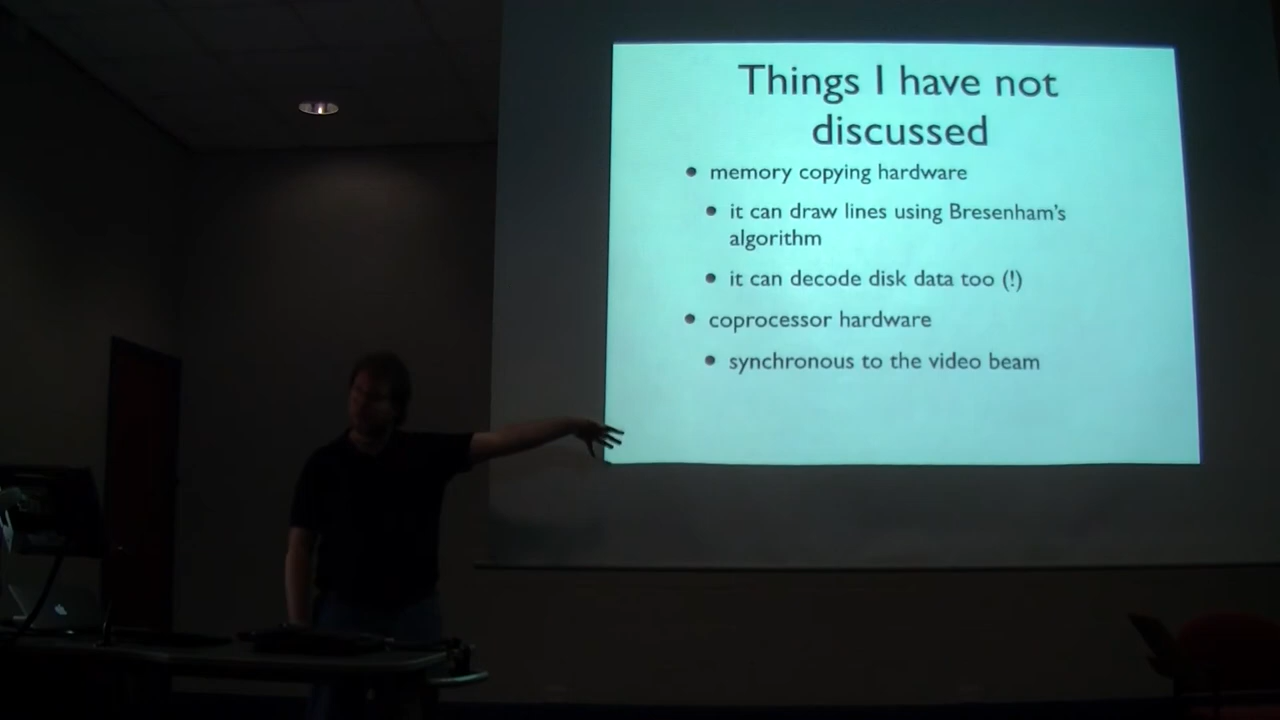 Things I have not
discussed
• memory copying hardware
• it can draw lines using Bresenham's
algorithm
• it can decode disk data too (!)
• coprocessor hardware
• synchronous to the video beam